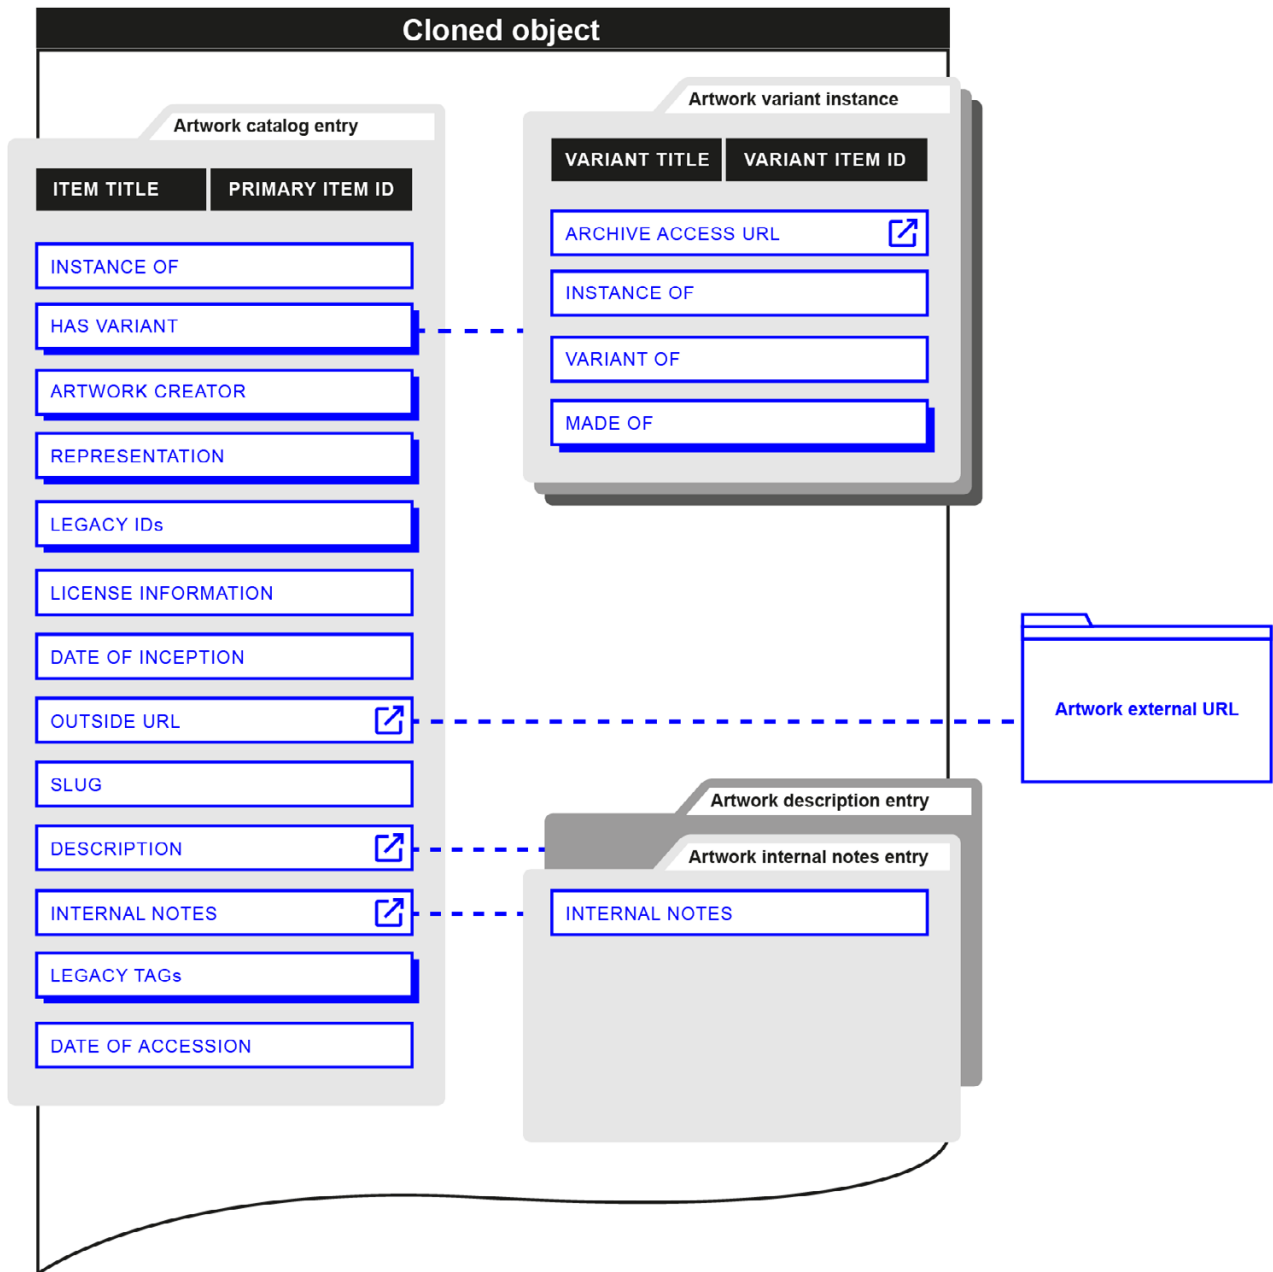 Cloned object
Artwork catalog entry
ITEM TITLE
PRIMARY ITEM ID
INSTANCE OF
HAS VARIANT
ARTWORK CREATOR
REPRESENTATION
LEGACY IDs
LICENSE INFORMATION
DATE OF INCEPTION
OUTSIDE URL
SLUG
DESCRIPTION
INTERNAL NOTES
LEGACY TAGs
DATE OF ACCESSION
Artwork variant instance
VARIANT TITLE
VARIANT ITEM ID
ARCHIVE ACCESS URL
INSTANCE OF
VARIANT OF
MADE OF
Artwork external URL
Artwork description entry
Artwork internal notes entry
INTERNAL NOTES